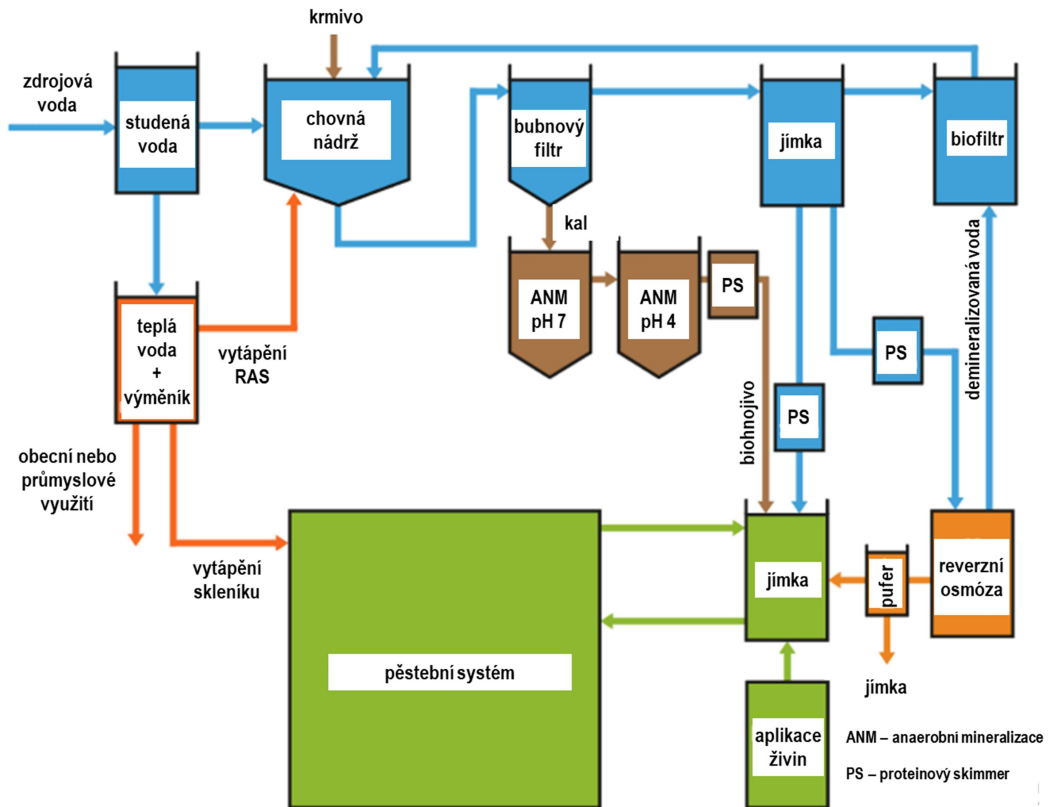 krmivo
zdrojová
voda
studená
voda
chovná
nádrž
bubnový
filtr
jímka
biofiltr
kal
ANM
pH 7
ANM
pH 4
PS
teplá
voda
+
výměník
vytápění
RAS
PS
PS
demineralizovaná voda
biohnojivo
obecní nebo
průmyslové
využití
vytápění
skleníku
jímka
pufer
reverzní
osmóza
pěstební systém
jímka
aplikace
živin
ANM – anaerobní mineralizace
PS – proteinový skimmer